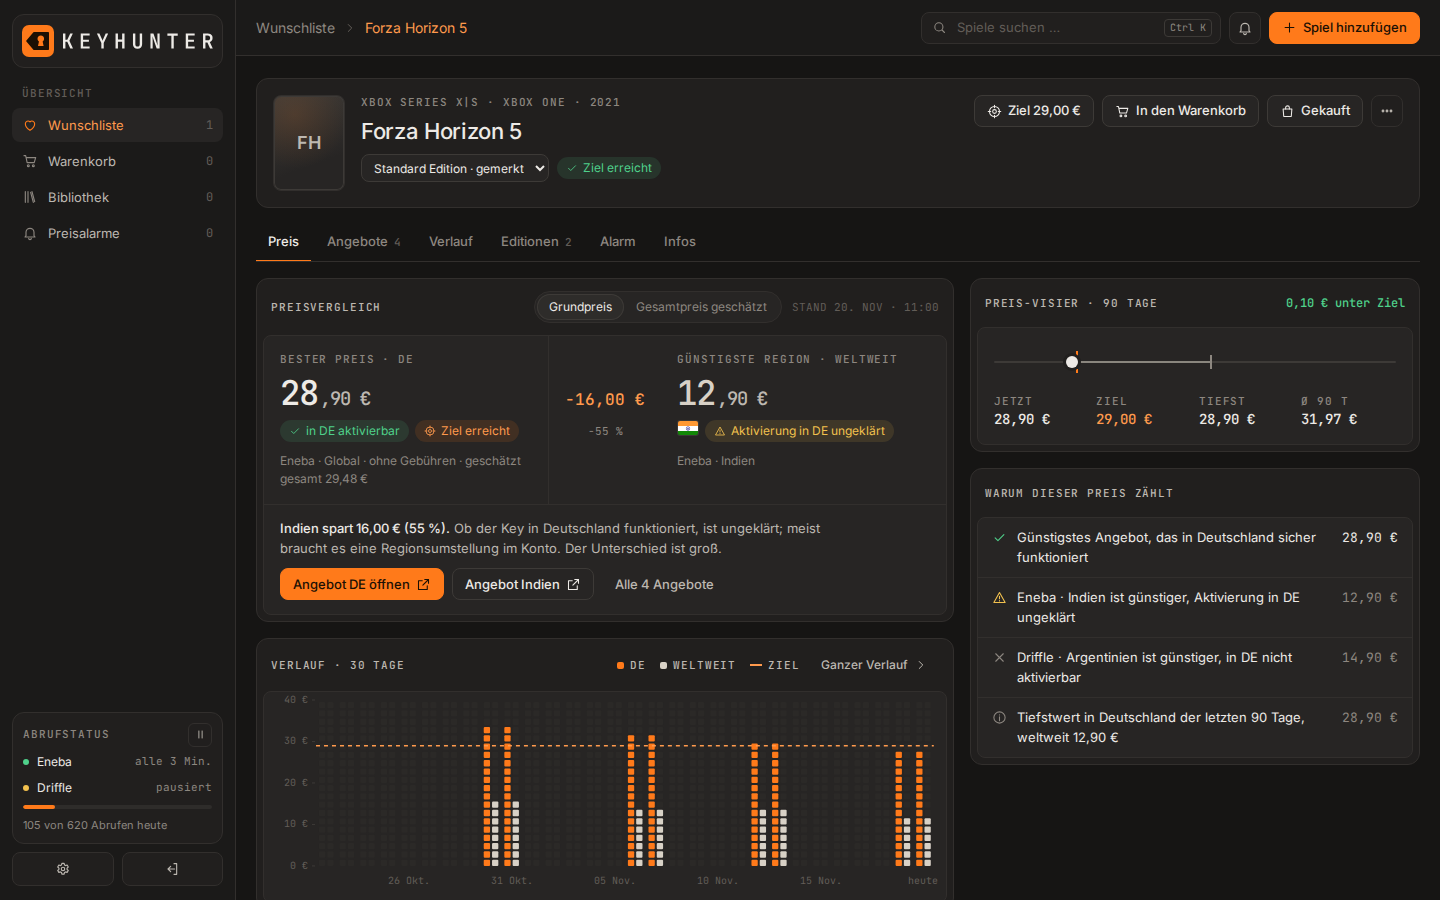 KEYHUNTER
ÜBERSICHT
Wunschliste 1
Warenkorb 0
Bibliothek 0
Preisalarme 0
ABRUFSTATUS
Eneba alle 3 Min.
Driffle pausiert
105 von 620 Abrufen heute
Wunschliste Forza Horizon 5
Spiele suchen ... Ctrl K
Spiel hinzufügen
FH
XBOX SERIES X|S · XBOX ONE · 2021
Forza Horizon 5
Standard Edition · gemerkt
Ziel erreicht
Ziel 29,00 €
In den Warenkorb
Gekauft
Preis Angebote 4 Verlauf Editionen 2 Alarm Infos
PREISVERGLEICH
Grundpreis Gesamtpreis geschätzt
STAND 20. NOV · 11:00
BESTER PREIS · DE
28,90 €
in DE aktivierbar
Ziel erreicht
Eneba · Global · ohne Gebühren · geschätzt
gesamt 29,48 €
-16,00 €
-55 %
GÜNSTIGSTE REGION · WELTWEIT
12,90 €
Aktivierung in DE ungeklärt
Eneba · Indien
Indien spart 16,00 € (55 %). Ob der Key in Deutschland funktioniert, ist ungeklärt; meist
braucht es eine Regionsumstellung im Konto. Der Unterschied ist groß.
Angebot DE öffnen
Angebot Indien
Alle 4 Angebote
VERLAUF · 30 TAGE
DE WELTWEIT ZIEL
Ganzer Verlauf
40 €
30 €
20 €
10 €
0 €
26 Okt. 31 Okt. 05 Nov. 10 Nov. 15 Nov. heute
PREIS-VISIER · 90 TAGE
0,10 € unter Ziel
JETZT ZIEL TIEFST Ø 90 T
28,90 € 29,00 € 28,90 € 31,97 €
WARUM DIESER PREIS ZÄHLT
Günstigstes Angebot, das in Deutschland sicher 28,90 €
funktioniert
Eneba · Indien ist günstiger, Aktivierung in DE 12,90 €
ungeklärt
Driffle · Argentinien ist günstiger, in DE nicht 14,90 €
aktivierbar
Tiefstwert in Deutschland der letzten 90 Tage, 28,90 €
weltweit 12,90 €